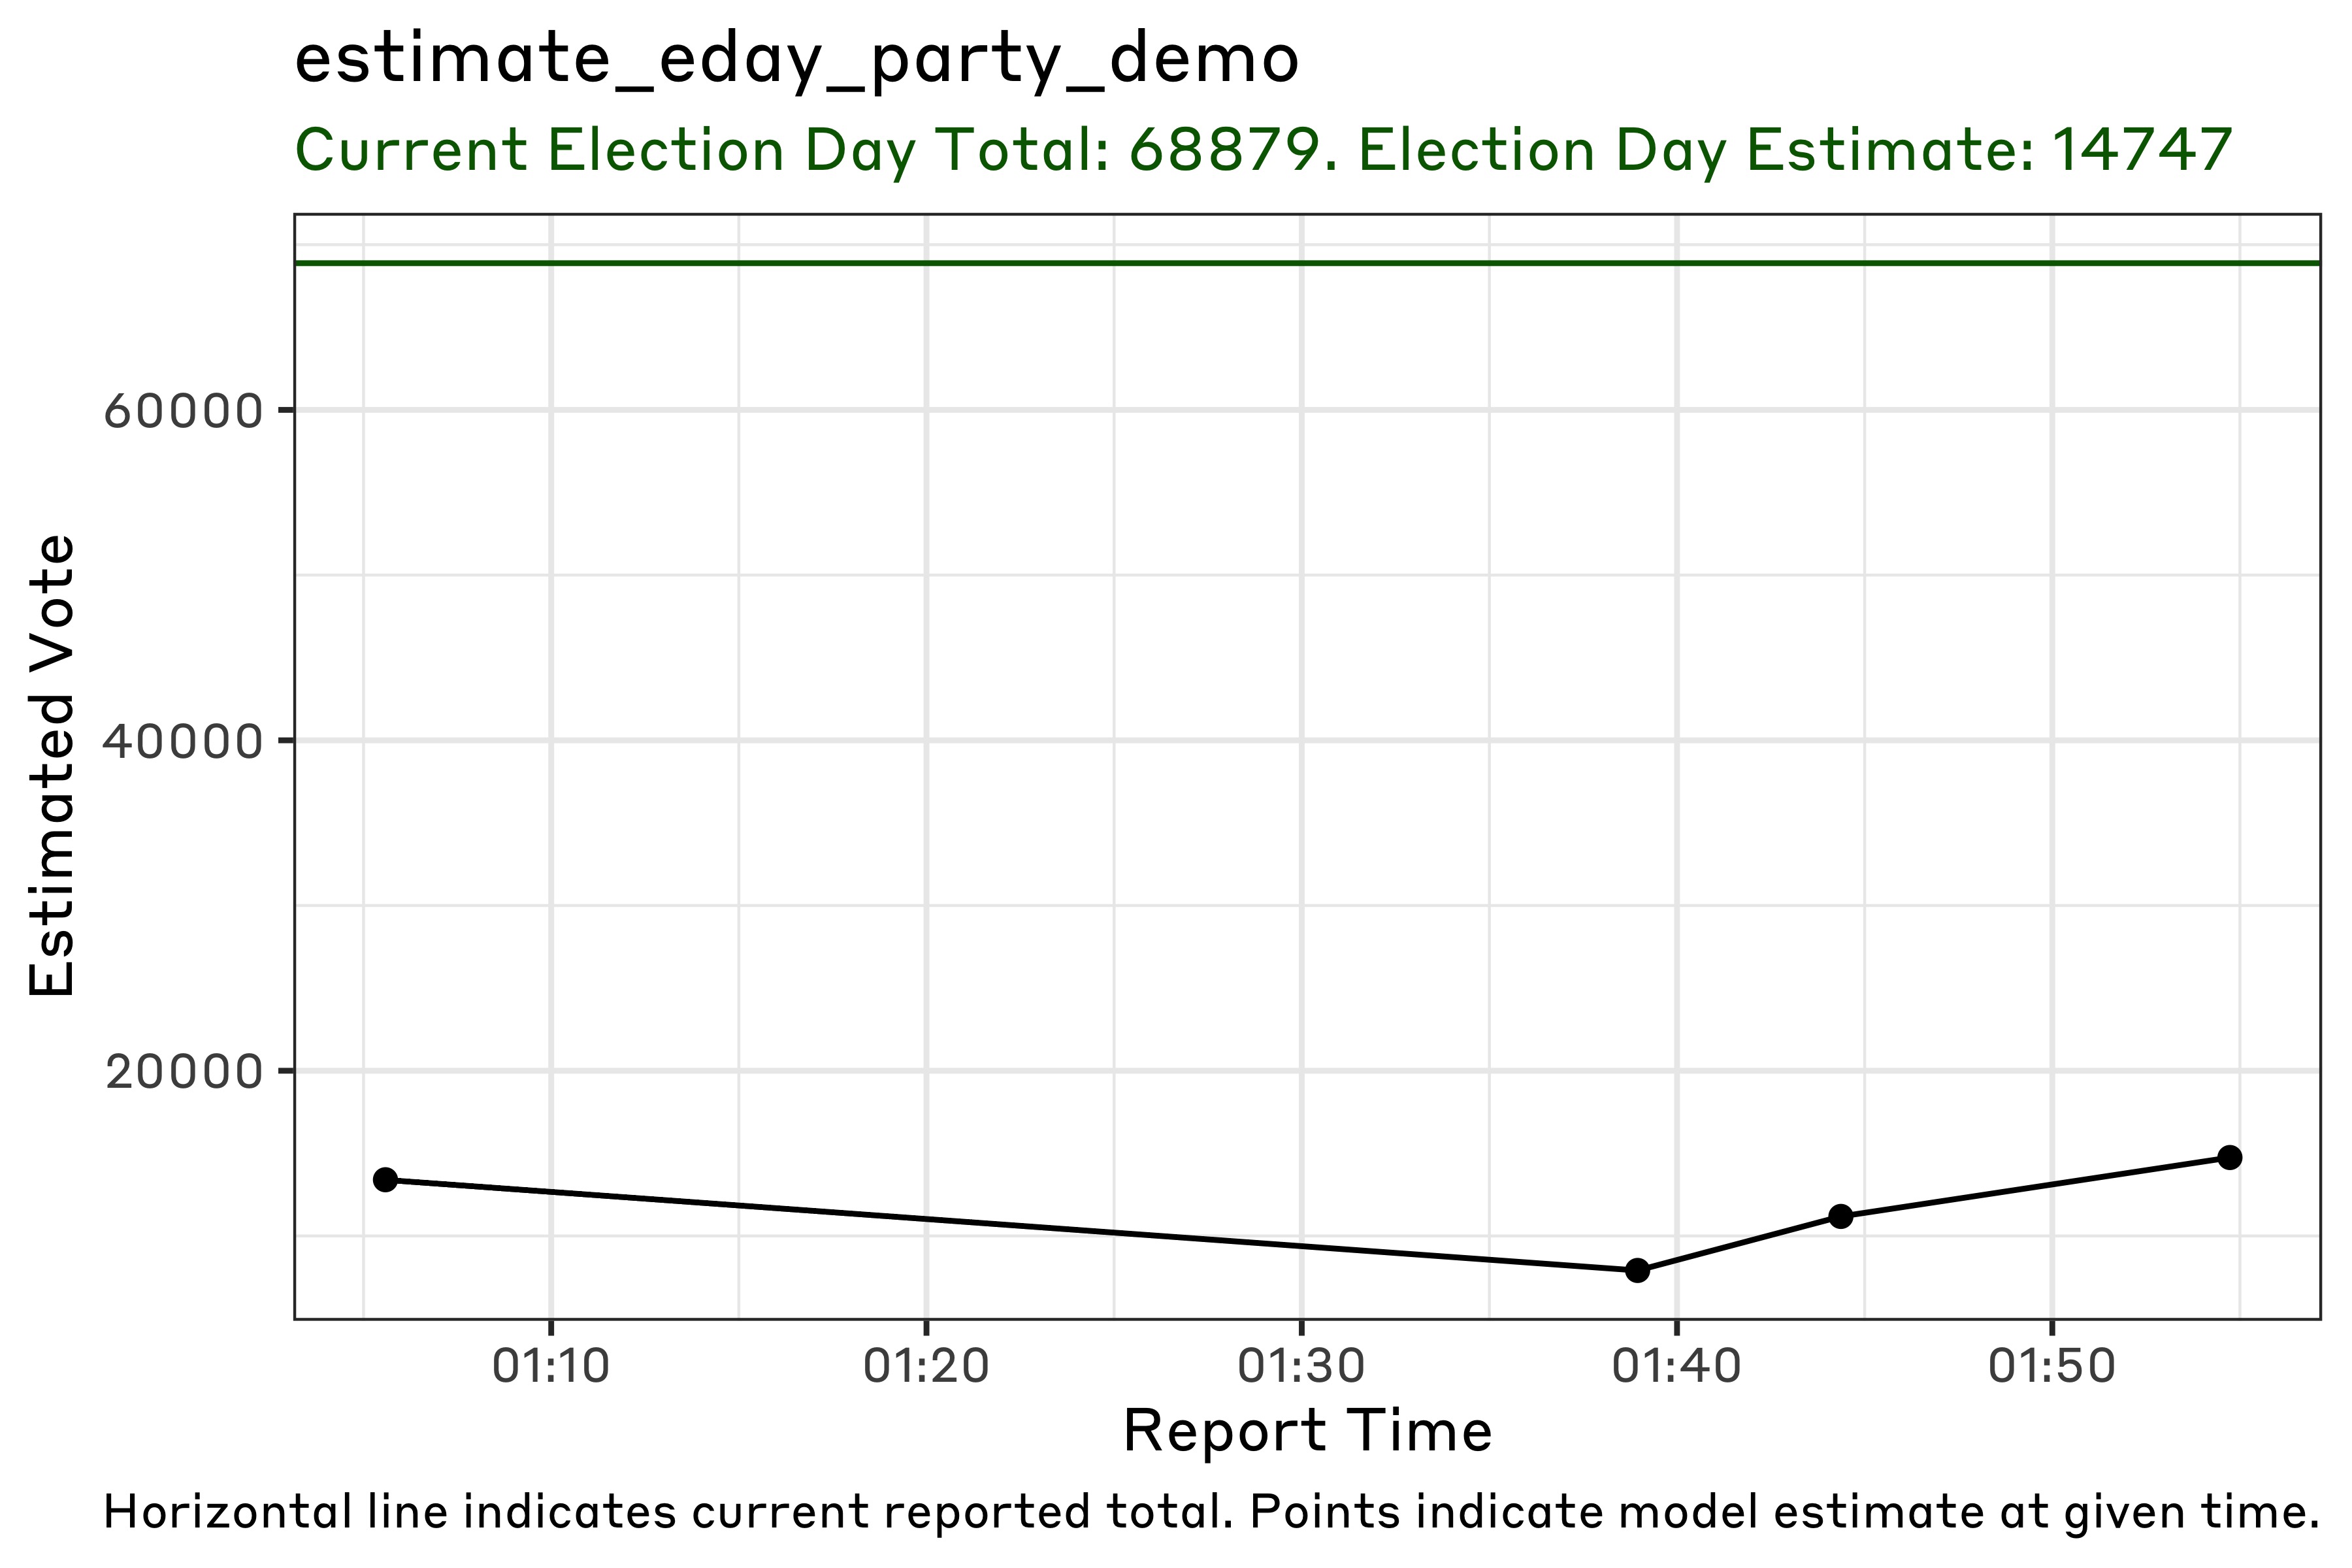 estimate_eday_party_demo
Current Election Day Total: 68879. Election Day Estimate: 14747
Estimated Vote
60000
40000
20000
01:10 01:20 01:30 01:40 01:50
Report Time
Horizontal line indicates current reported total. Points indicate model estimate at given time.